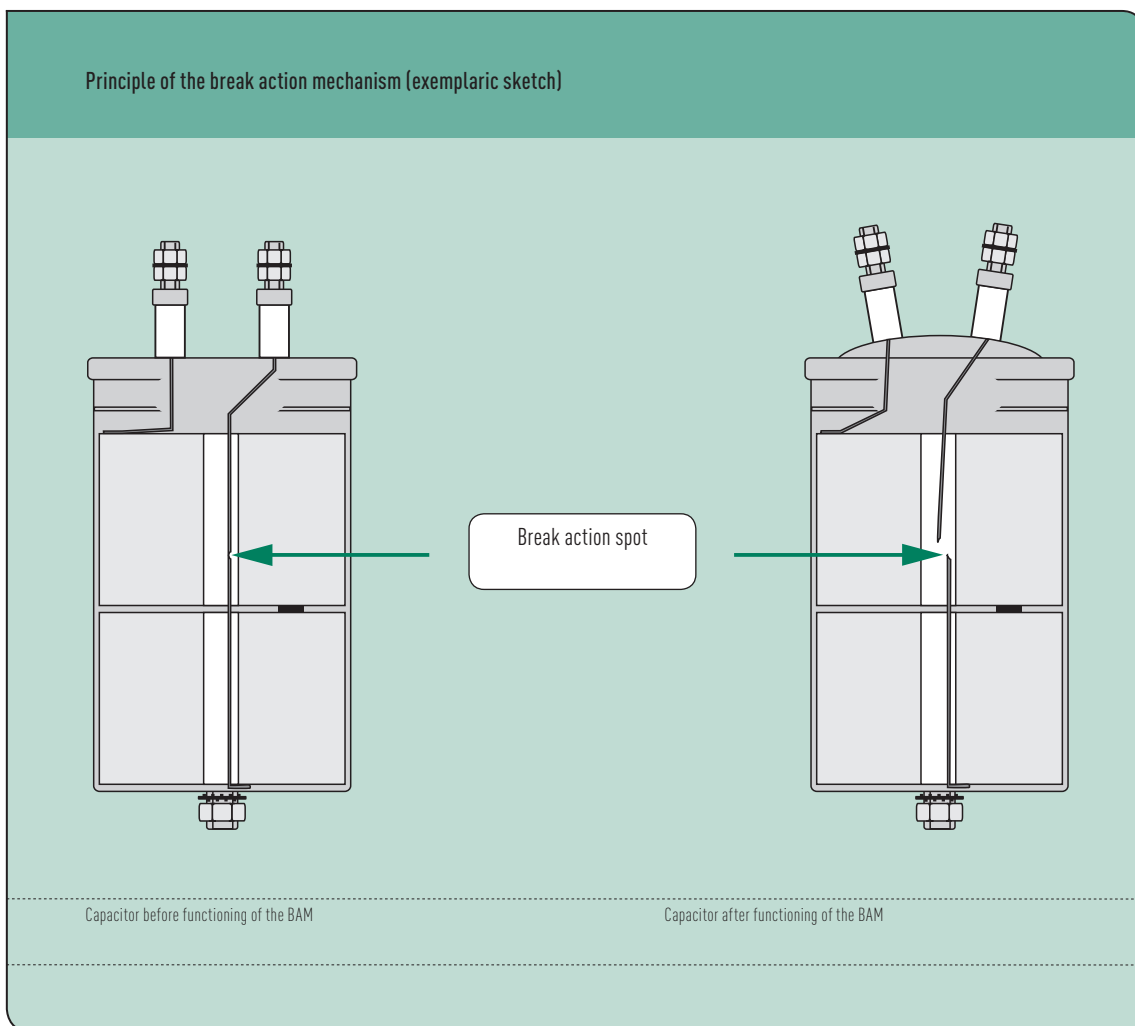 Principle of the break action mechanism (exemplaric sketch)
Break action spot
Capacitor before functioning of the BAM
Capacitor after functioning of the BAM